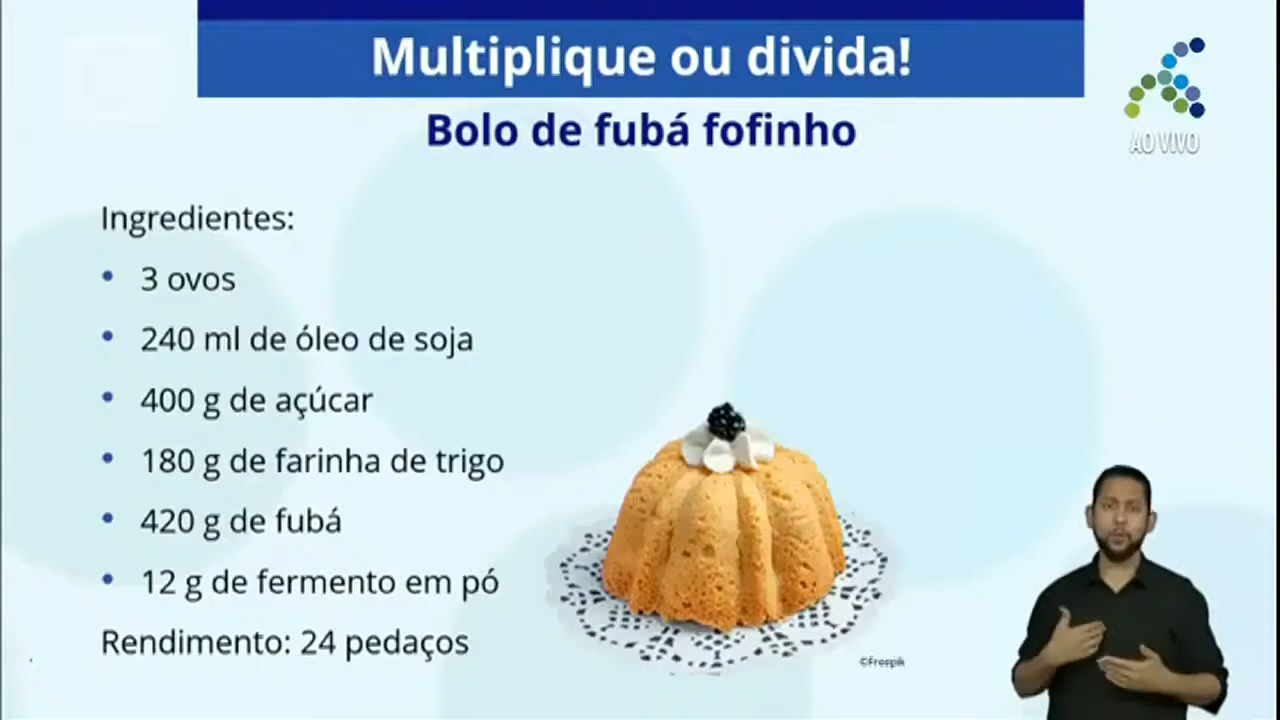 Multiplique ou divida!
Bolo de fubá fofinho
AO VIVO
Ingredientes:
• 3 ovos
• 240 ml de óleo de soja
• 400 g de açúcar
• 180 g de farinha de trigo
• 420 g de fubá
• 12 g de fermento em pó
Rendimento: 24 pedaços
©Freepik